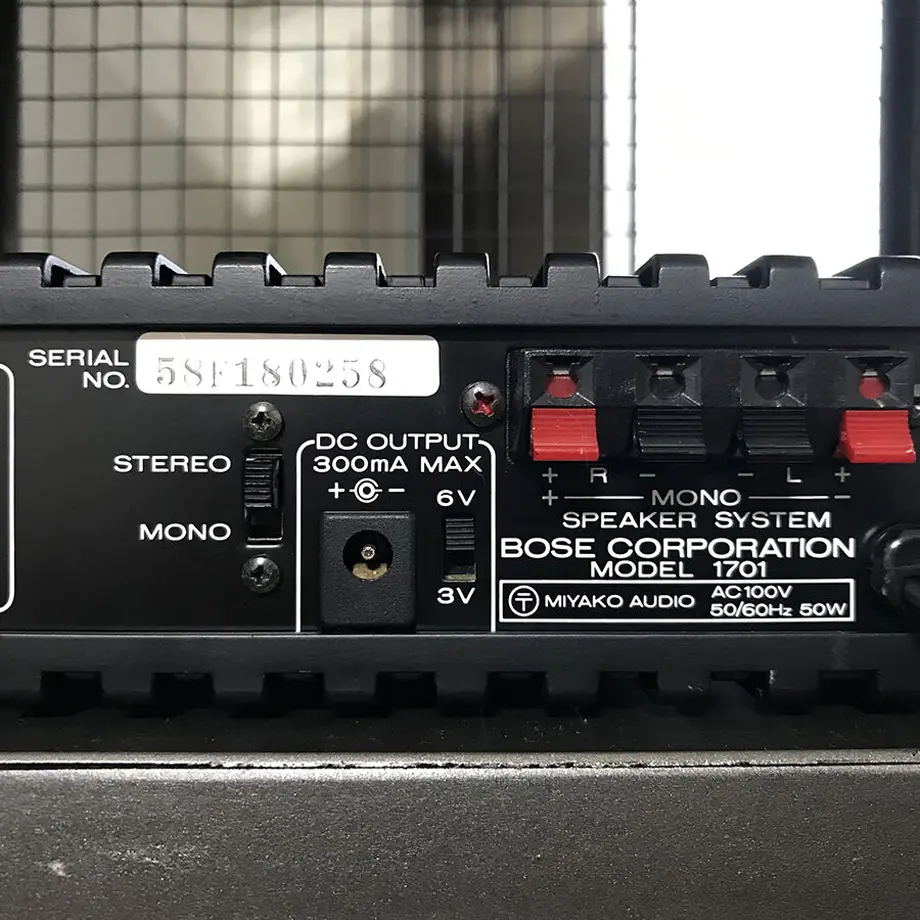 SERIAL
NO.
58F180258
STEREO
MONO
DC OUTPUT
300mA MAX
+ −
6V
3V
+ R − − L +
+ MONO −
SPEAKER SYSTEM
BOSE CORPORATION
MODEL 1701
T MIYAKO AUDIO
AC100V
50/60Hz 50W